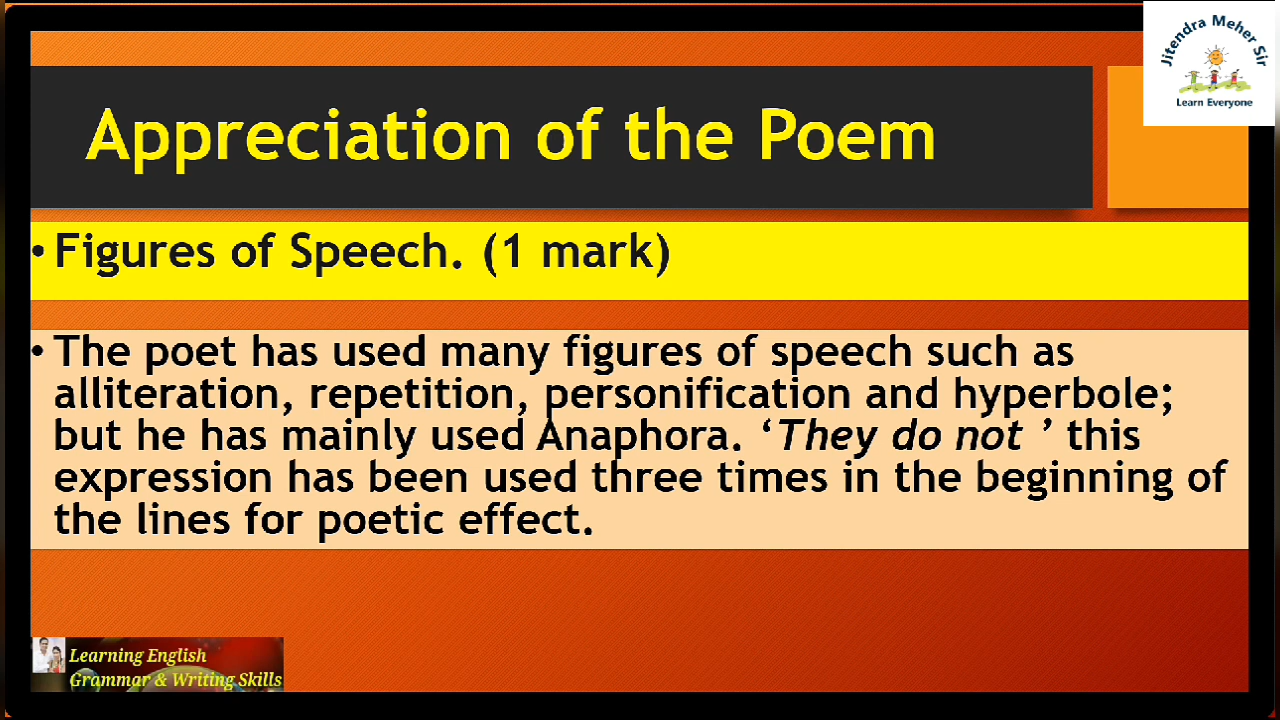 Jitendra Meher Sir
Learn Everyone
Appreciation of the Poem
• Figures of Speech. (1 mark)
• The poet has used many figures of speech such as
alliteration, repetition, personification and hyperbole;
but he has mainly used Anaphora. ‘They do not ’ this
expression has been used three times in the beginning of
the lines for poetic effect.
Learning English
Grammar & Writing Skills